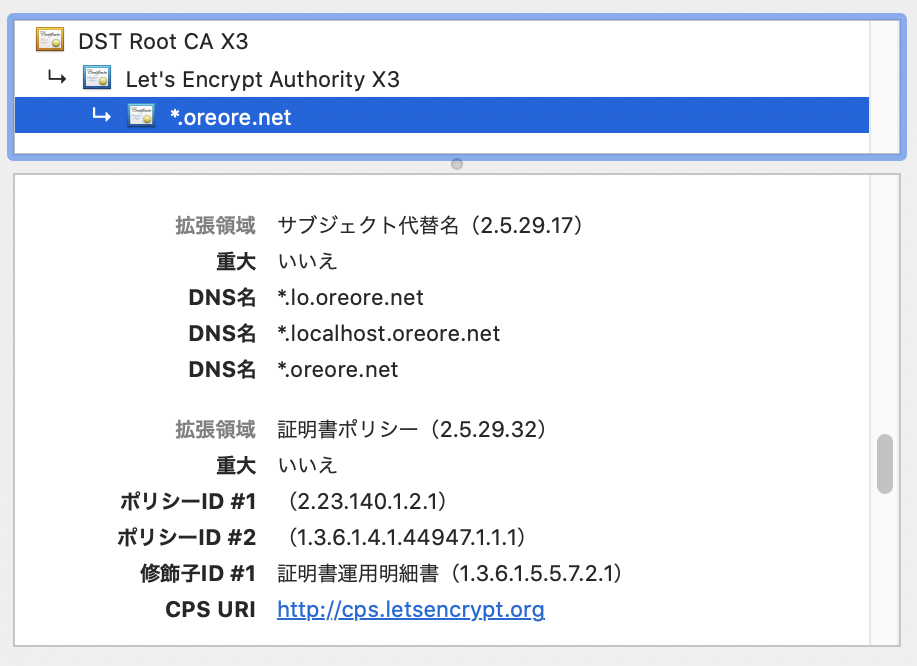 DST Root CA X3
Let's Encrypt Authority X3
*.oreore.net
拡張領域 サブジェクト代替名（2.5.29.17）
重大 いいえ
DNS名 *.lo.oreore.net
DNS名 *.localhost.oreore.net
DNS名 *.oreore.net
拡張領域 証明書ポリシー（2.5.29.32）
重大 いいえ
ポリシーID #1 （2.23.140.1.2.1）
ポリシーID #2 （1.3.6.1.4.1.44947.1.1.1）
修飾子ID #1 証明書運用明細書（1.3.6.1.5.5.7.2.1）
CPS URI http://cps.letsencrypt.org